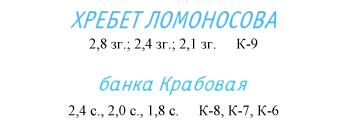 ХРЕБЕТ ЛОМОНОСОВА
2,8 зг.; 2,4 зг.; 2,1 зг. К-9
банка Крабовая
2,4 с., 2,0 с., 1,8 с. К-8, К-7, К-6